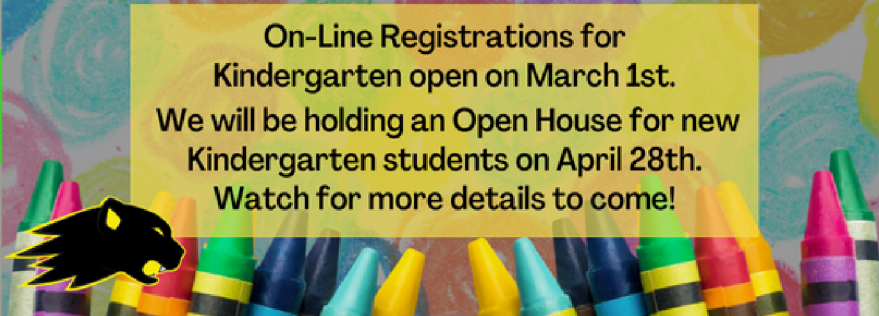 On-Line Registrations for
Kindergarten open on March 1st.
We will be holding an Open House for new
Kindergarten students on April 28th.
Watch for more details to come!